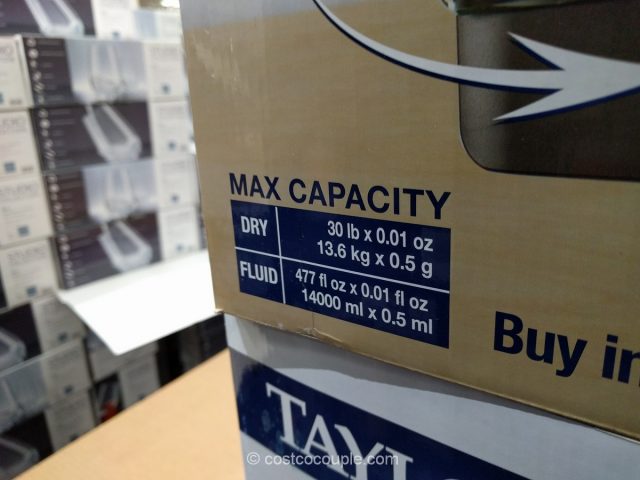 MAX CAPACITY
DRY
30 lb x 0.01 oz
13.6 kg x 0.5 g
FLUID
477 fl oz x 0.01 fl oz
14000 ml x 0.5 ml
Buy in
TAYL
© costcocouple.com